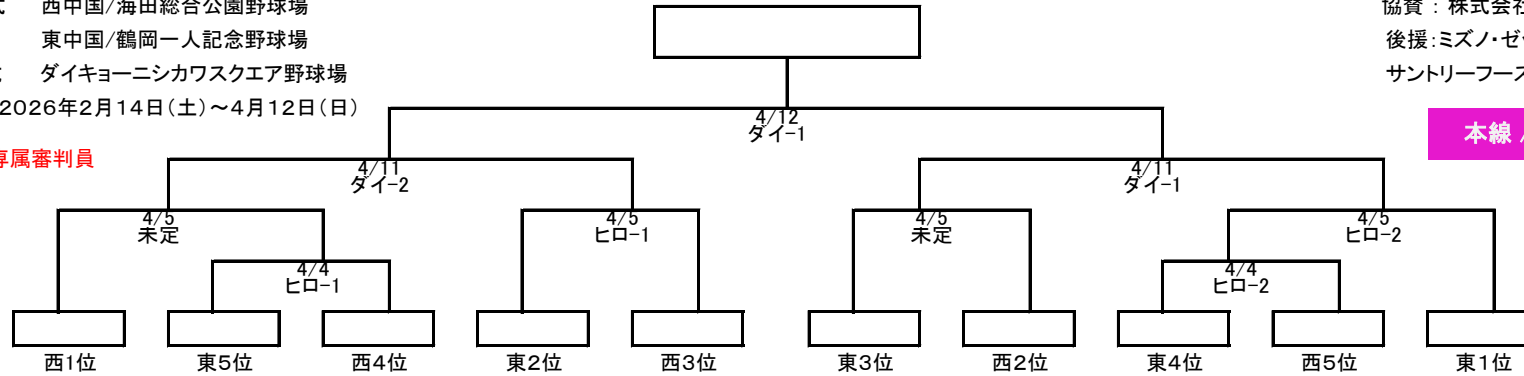 西中国/海田総合公園野球場
協賛：株式会社
東中国/鶴岡一人記念野球場
後援:ミズノ・ゼ
ダイキョーニシカワスクエア野球場
サントリーフース
2026年2月14日(土)～4月12日(日)
4/12
ダイ-1
本線
専属審判員
4/11
ダイ-2
4/11
ダイ-1
4/5
未定
4/5
ヒロ-1
4/5
未定
4/5
ヒロ-2
4/4
ヒロ-1
4/4
ヒロ-2
西1位 東5位 西4位 東2位 西3位 東3位 西2位 東4位 西5位 東1位